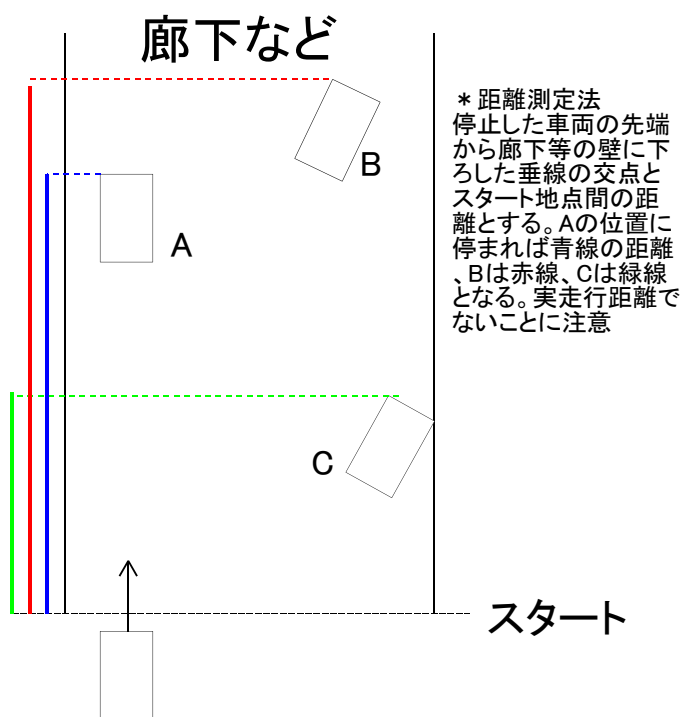 廊下など
＊距離測定法
停止した車両の先端
から廊下等の壁に下
ろした垂線の交点と
スタート地点間の距
離とする。Aの位置に
停まれば青線の距離
、Bは赤線、Cは緑線
となる。実走行距離で
ないことに注意
B
A
C
スタート